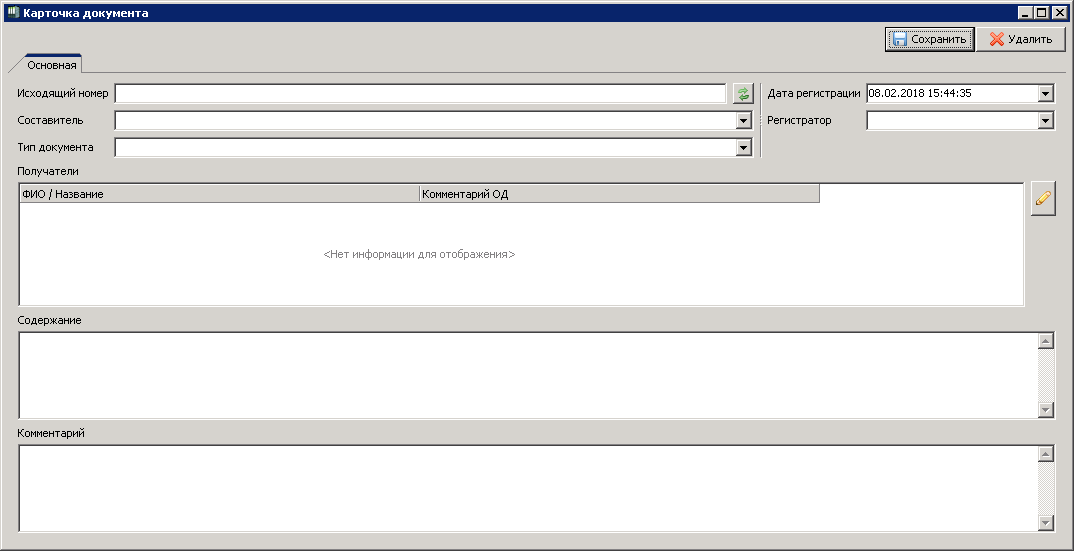 Карточка документа
Сохранить Удалить
Основная
Исходящий номер Дата регистрации 08.02.2018 15:44:35
Составитель Регистратор
Тип документа
Получатели
ФИО / Название Комментарий ОД
<Нет информации для отображения>
Содержание
Комментарий